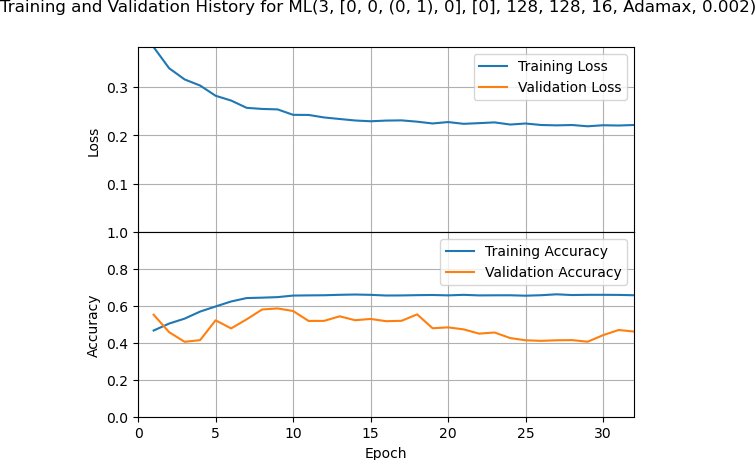 Training and Validation History for ML(3, [0, 0, (0, 1), 0], [0], 128, 128, 16, Adamax, 0.002)
Training Loss
Validation Loss
0.3
0.2
0.1
Loss
Training Accuracy
Validation Accuracy
1.0
0.8
0.6
0.4
0.2
0.0
Accuracy
0 5 10 15 20 25 30
Epoch